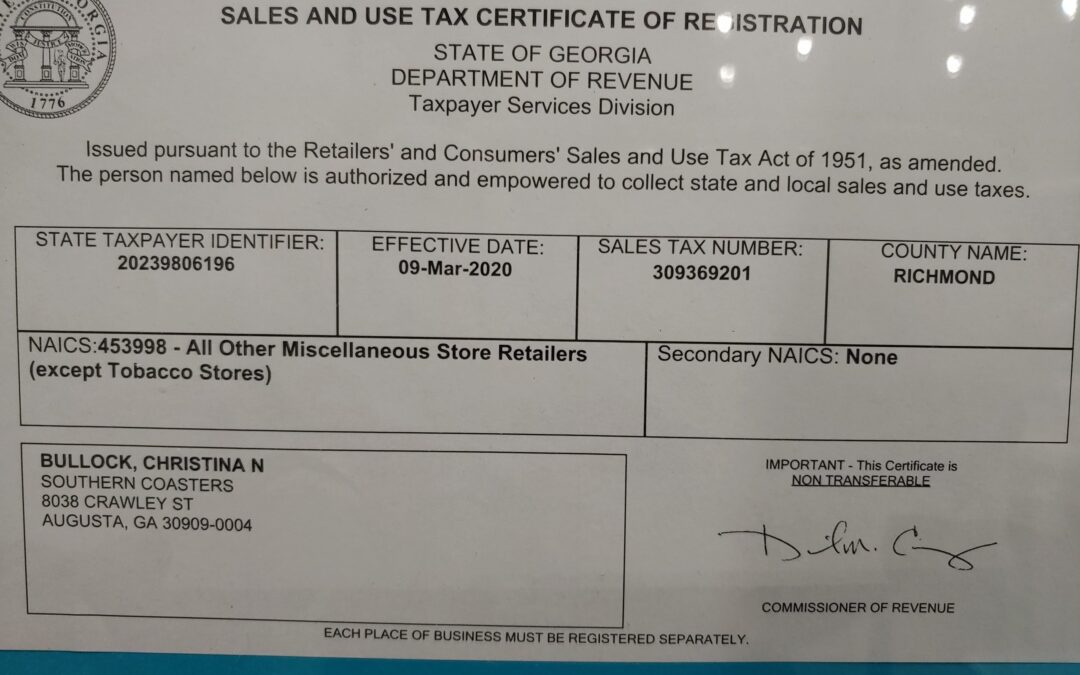 SALES AND USE TAX CERTIFICATE OF REGISTRATION
STATE OF GEORGIA
DEPARTMENT OF REVENUE
Taxpayer Services Division
GEORGIA
CONSTITUTION
JUSTICE
1776
Issued pursuant to the Retailers' and Consumers' Sales and Use Tax Act of 1951, as amended.
The person named below is authorized and empowered to collect state and local sales and use taxes.
STATE TAXPAYER IDENTIFIER:
20239806196
EFFECTIVE DATE:
09-Mar-2020
SALES TAX NUMBER:
309369201
COUNTY NAME:
RICHMOND
NAICS:453998 - All Other Miscellaneous Store Retailers
(except Tobacco Stores)
Secondary NAICS: None
BULLOCK, CHRISTINA N
SOUTHERN COASTERS
8038 CRAWLEY ST
AUGUSTA, GA 30909-0004
IMPORTANT - This Certificate is
NON TRANSFERABLE
COMMISSIONER OF REVENUE
EACH PLACE OF BUSINESS MUST BE REGISTERED SEPARATELY.